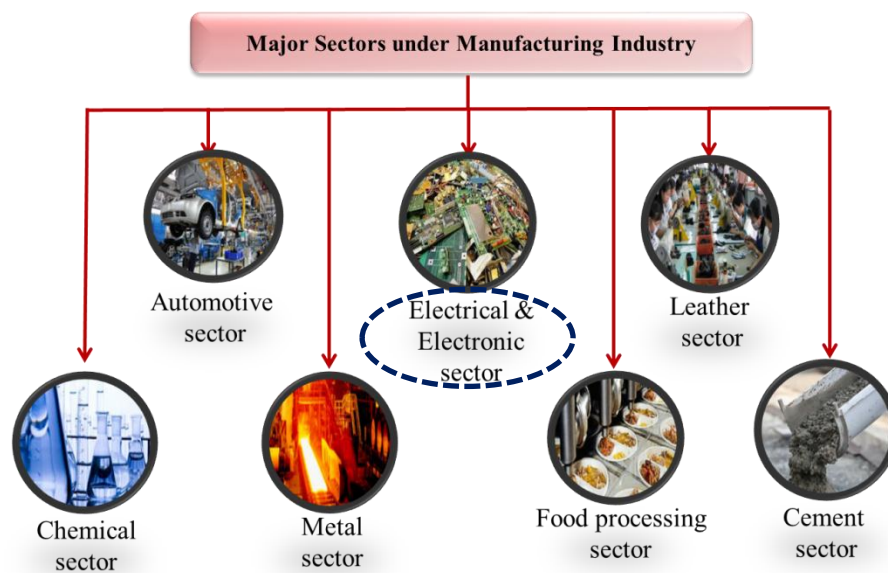 Major Sectors under Manufacturing Industry
Automotive
sector
Electrical &
Electronic
sector
Leather
sector
Chemical
sector
Metal
sector
Food processing
sector
Cement
sector